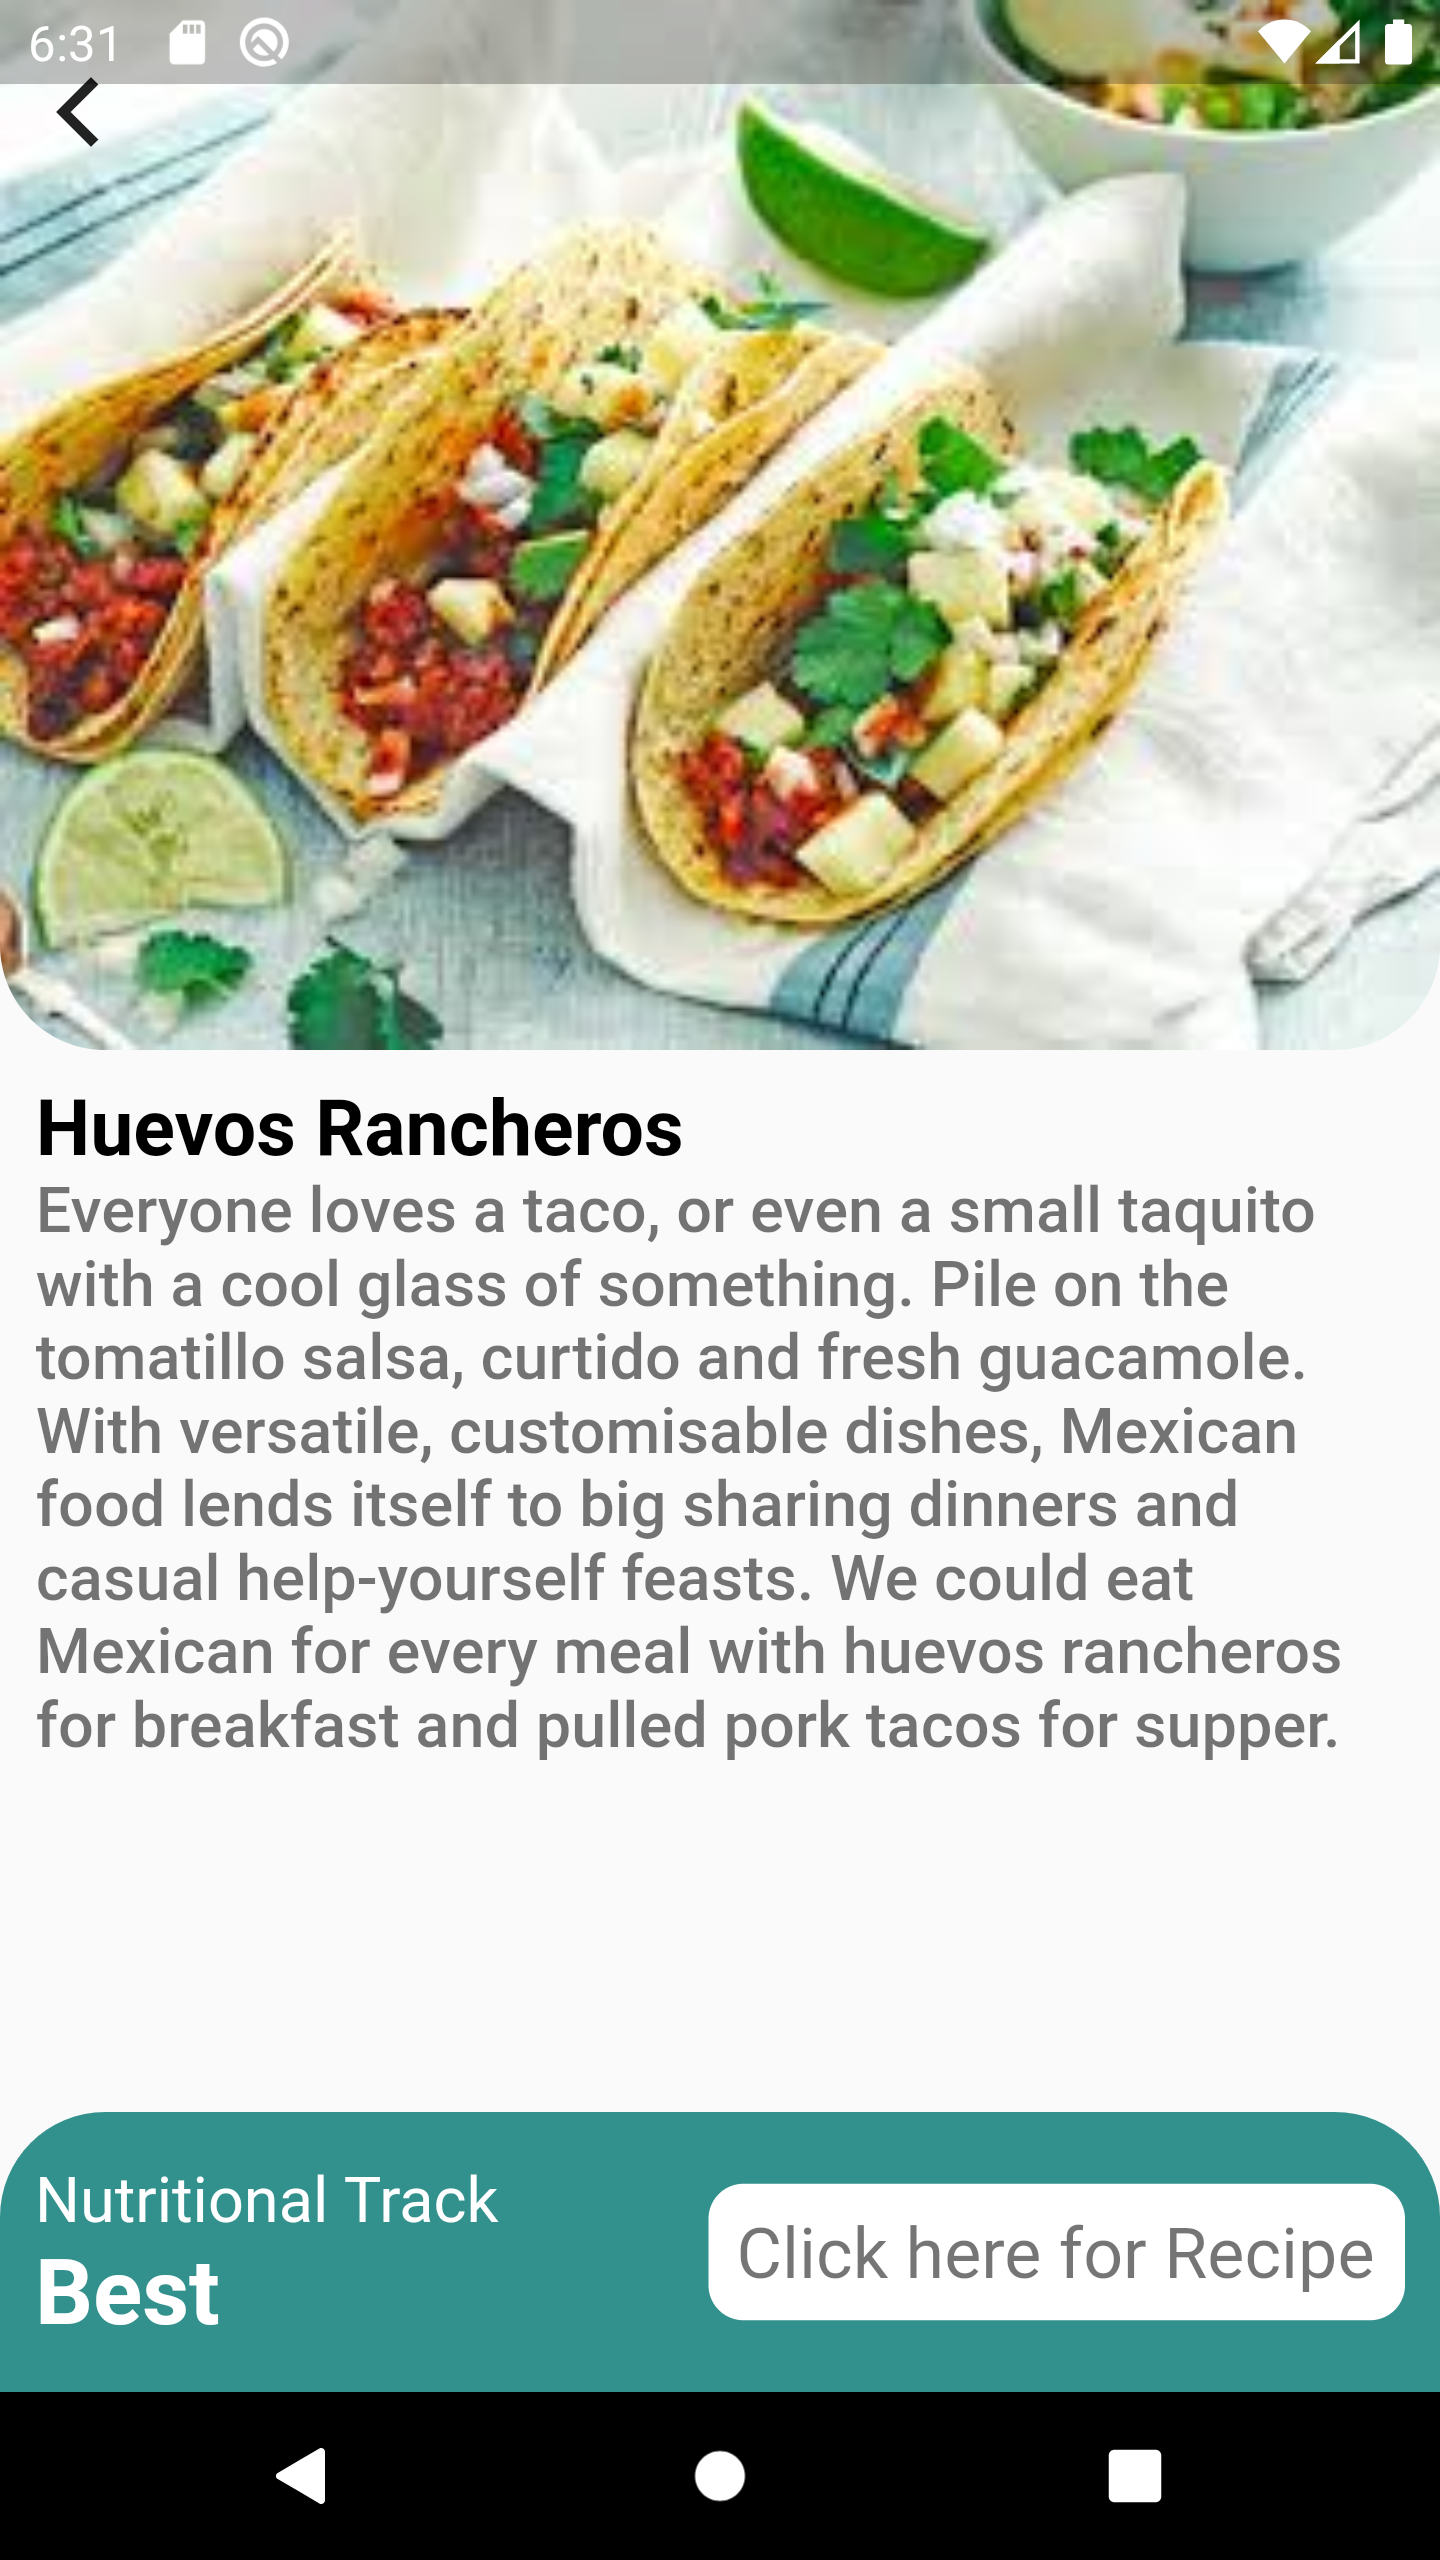 6:31
Huevos Rancheros
Everyone loves a taco, or even a small taquito
with a cool glass of something. Pile on the
tomatillo salsa, curtido and fresh guacamole.
With versatile, customisable dishes, Mexican
food lends itself to big sharing dinners and
casual help-yourself feasts. We could eat
Mexican for every meal with huevos rancheros
for breakfast and pulled pork tacos for supper.
Nutritional Track
Best
Click here for Recipe